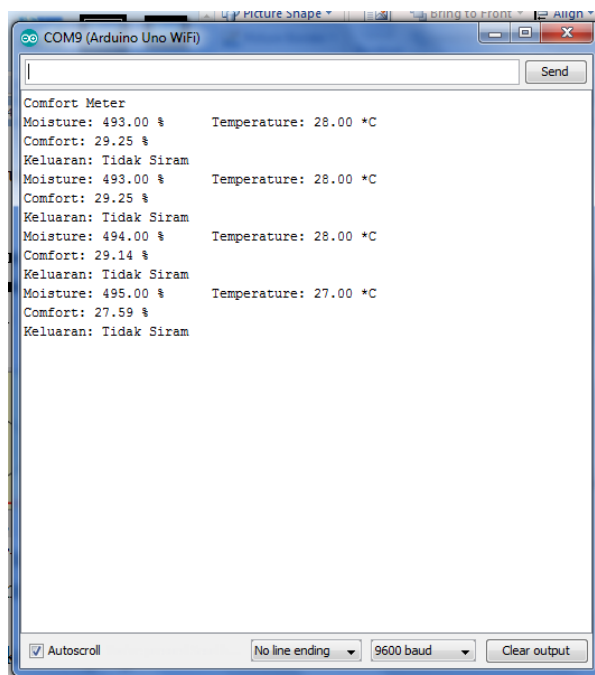 Picture Shape
Bring to Front
Align
COM9 (Arduino Uno WiFi)
Send
Comfort Meter
Moisture: 493.00 % Temperature: 28.00 *C
Comfort: 29.25 %
Keluaran: Tidak Siram
Moisture: 493.00 % Temperature: 28.00 *C
Comfort: 29.25 %
Keluaran: Tidak Siram
Moisture: 494.00 % Temperature: 28.00 *C
Comfort: 29.14 %
Keluaran: Tidak Siram
Moisture: 495.00 % Temperature: 27.00 *C
Comfort: 27.59 %
Keluaran: Tidak Siram
Autoscroll
No line ending
9600 baud
Clear output